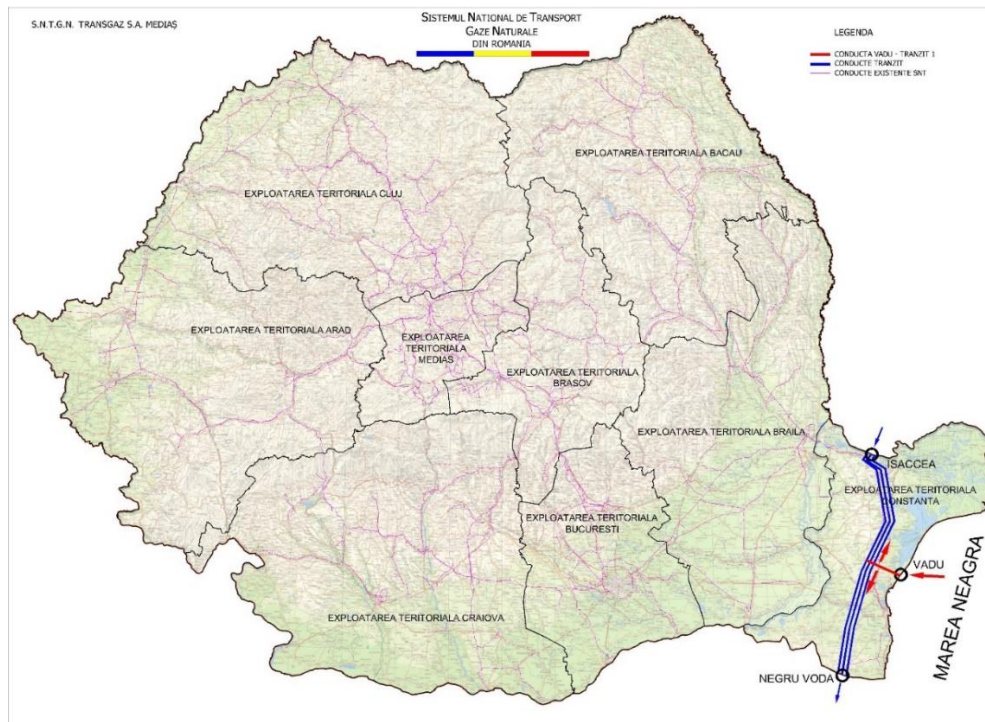 S.N.T.G.N. TRANSGAZ S.A. MEDIAȘ
SISTEMUL NATIONAL DE TRANSPORT
GAZE NATURALE
DIN ROMANIA
LEGENDA
CONDUCTA VADU - TRANZIT 1
CONDUCTE TRANZIT
CONDUCTE EXISTENTE SNT
EXPLOATAREA TERITORIALA BACAU
EXPLOATAREA TERITORIALA CLUJ
EXPLOATAREA TERITORIALA ARAD
EXPLOATAREA
TERITORIALA
MEDIAȘ
EXPLOATAREA TERITORIALA
BRASOV
EXPLOATAREA TERITORIALA BRAILA
ISACCEA
EXPLOATAREA TERITORIALA
CONSTANTA
EXPLOATAREA TERITORIALA
BUCURESTI
VADU
MAREA NEAGRA
EXPLOATAREA TERITORIALA CRAIOVA
NEGRU VODA